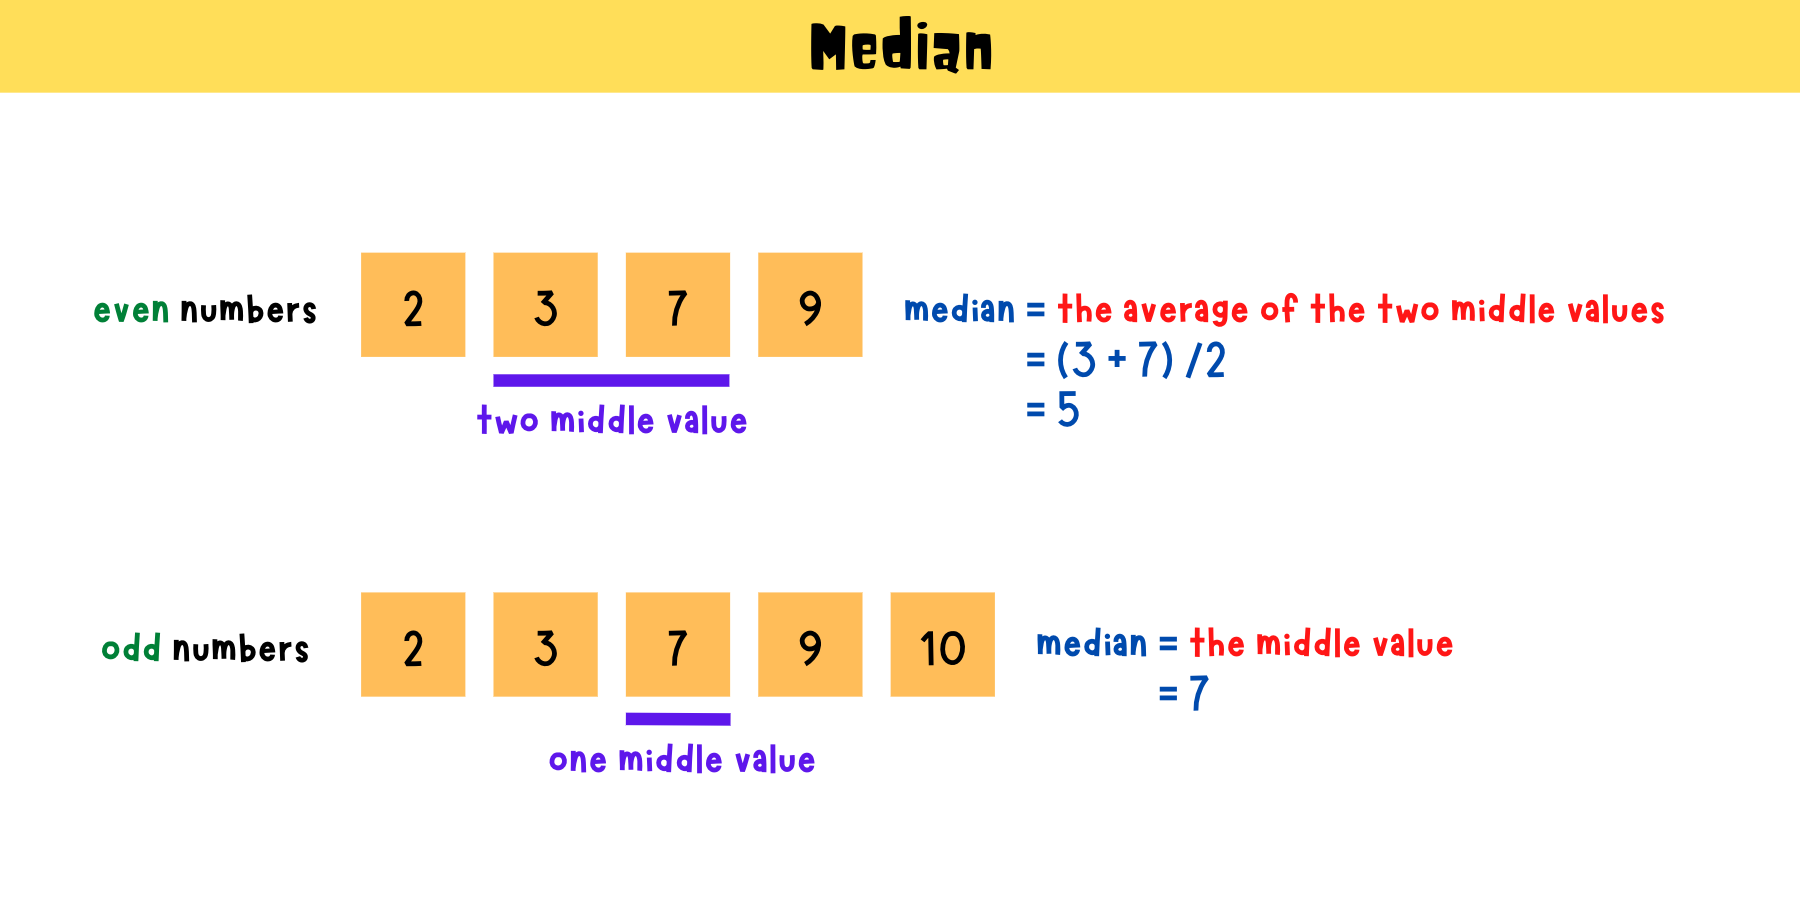 Median
even numbers
2 3 7 9
median = the average of the two middle values
= (3 + 7) /2
= 5
two middle value
odd numbers
2 3 7 9 10
median = the middle value
= 7
one middle value